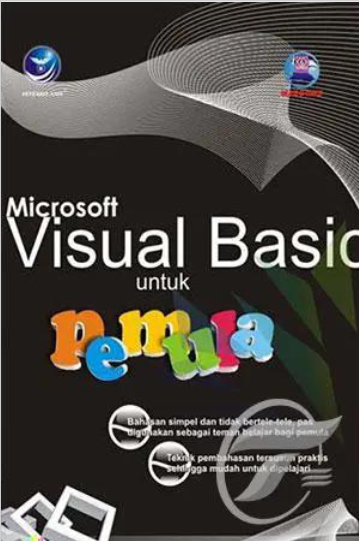 Microsoft
Visual Basic
untuk
pemula
Bahasan simpel dan tidak bertele-tele, pas
digunakan sebagai teman belajar bagi pemula
Teknik pembahasan tersusun praktis
sehingga mudah untuk dipelajari